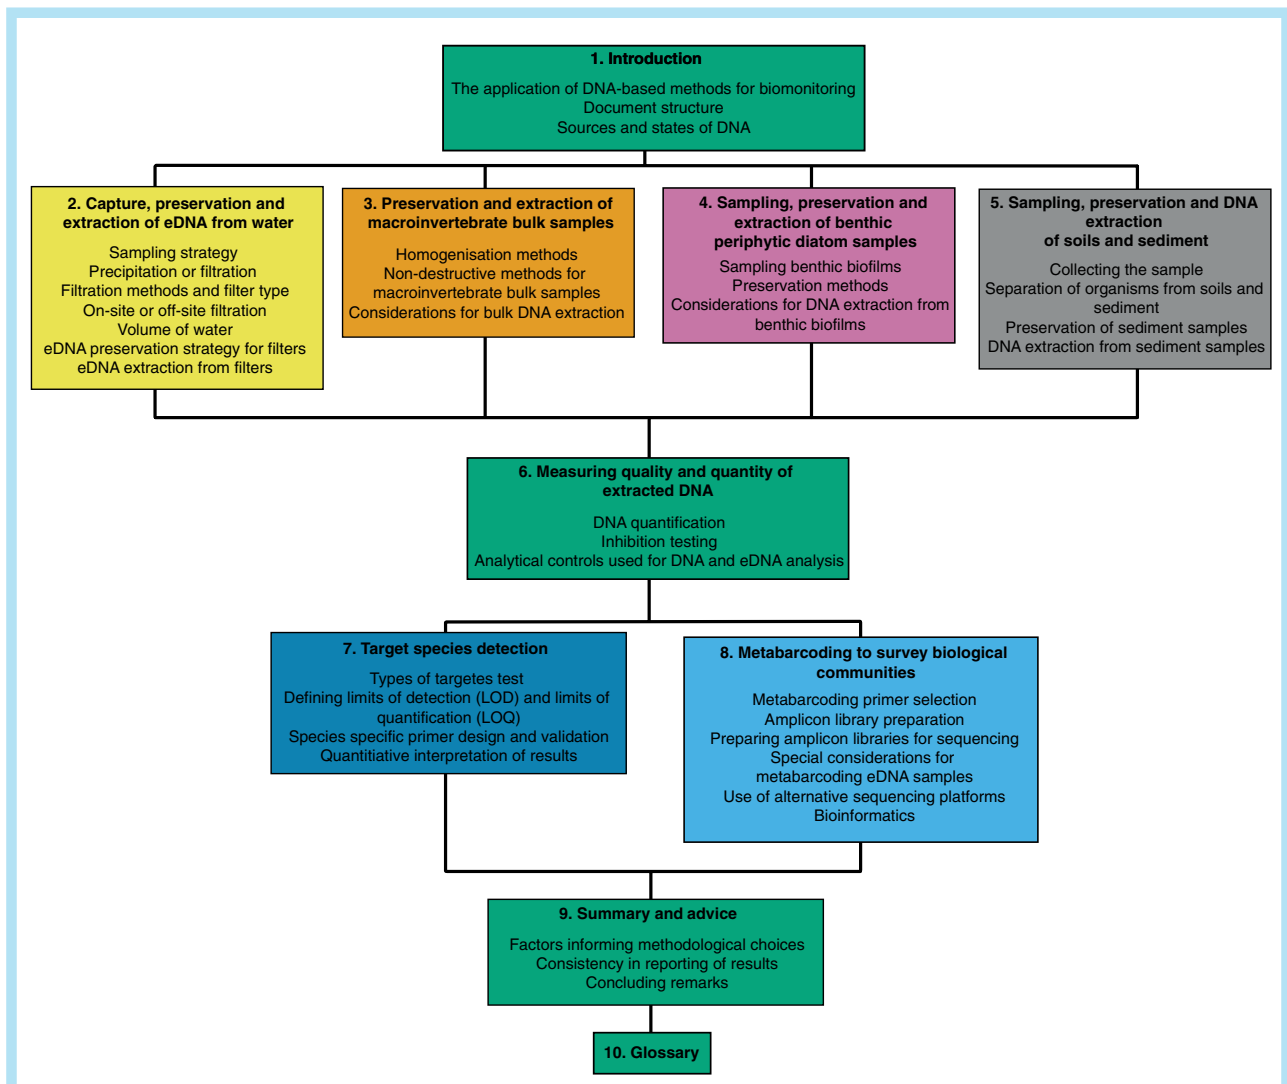 1. Introduction
The application of DNA-based methods for biomonitoring
Document structure
Sources and states of DNA
2. Capture, preservation and
extraction of eDNA from water
Sampling strategy
Precipitation or filtration
Filtration methods and filter type
On-site or off-site filtration
Volume of water
eDNA preservation strategy for filters
eDNA extraction from filters
3. Preservation and extraction of
macroinvertebrate bulk samples
Homogenisation methods
Non-destructive methods for
macroinvertebrate bulk samples
Considerations for bulk DNA extraction
4. Sampling, preservation and
extraction of benthic
periphytic diatom samples
Sampling benthic biofilms
Preservation methods
Considerations for DNA extraction from
benthic biofilms
5. Sampling, preservation and DNA
extraction
of soils and sediment
Collecting the sample
Separation of organisms from soils and
sediment
Preservation of sediment samples
DNA extraction from sediment samples
6. Measuring quality and quantity of
extracted DNA
DNA quantification
Inhibition testing
Analytical controls used for DNA and eDNA analysis
7. Target species detection
Types of targetes test
Defining limits of detection (LOD) and limits of
quantification (LOQ)
Species specific primer design and validation
Quantitiative interpretation of results
8. Metabarcoding to survey biological
communities
Metabarcoding primer selection
Amplicon library preparation
Preparing amplicon libraries for sequencing
Special considerations for
metabarcoding eDNA samples
Use of alternative sequencing platforms
Bioinformatics
9. Summary and advice
Factors informing methodological choices
Consistency in reporting of results
Concluding remarks
10. Glossary